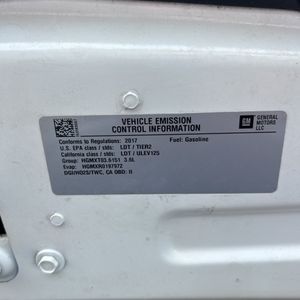 VEHICLE EMISSION
CONTROL INFORMATION
GM
GENERAL
MOTORS
LLC
Conforms to Regulations: 2017 Fuel: Gasoline
U.S. EPA class / stds: LDT / TIER2
California class / stds: LDT / ULEV125
Group: HGMXT03.6151 3.6L
Evap: HGMXR0197972
DGI/HO2S/TWC, CA OBD: II